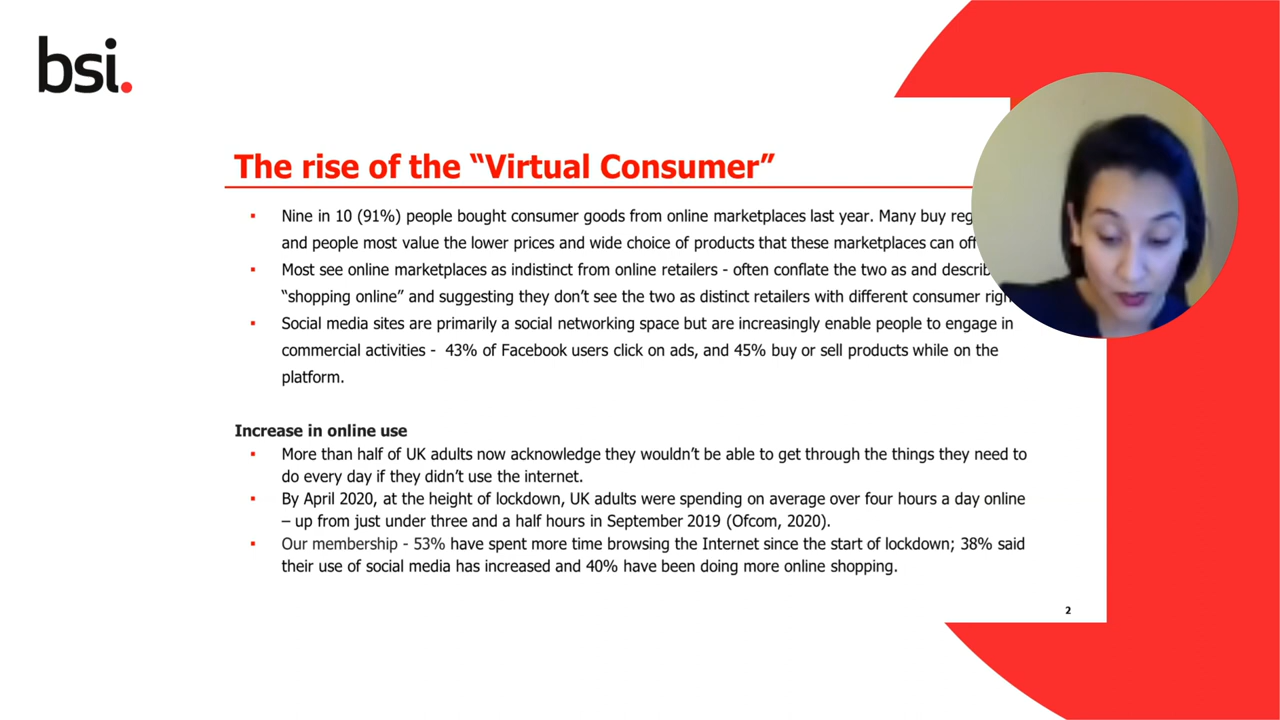 bsi.
The rise of the “Virtual Consumer”
▪ Nine in 10 (91%) people bought consumer goods from online marketplaces last year. Many buy
and people most value the lower prices and wide choice of products that these marketplaces can
▪ Most see online marketplaces as indistinct from online retailers - often conflate the two as and
“shopping online” and suggesting they don’t see the two as distinct retailers with different consumer
▪ Social media sites are primarily a social networking space but are increasingly enable people to engage in
commercial activities - 43% of Facebook users click on ads, and 45% buy or sell products while on the
platform.
Increase in online use
▪ More than half of UK adults now acknowledge they wouldn’t be able to get through the things they need to
do every day if they didn’t use the internet.
▪ By April 2020, at the height of lockdown, UK adults were spending on average over four hours a day online
– up from just under three and a half hours in September 2019 (Ofcom, 2020).
▪ Our membership - 53% have spent more time browsing the Internet since the start of lockdown; 38% said
their use of social media has increased and 40% have been doing more online shopping.
2